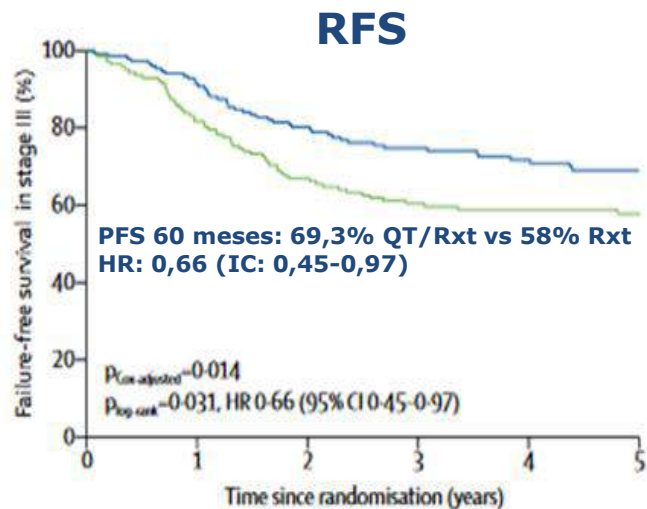 RFS
Failure-free survival in stage III (%)
100
80
60
40
20
0
PFS 60 meses: 69,3% QT/Rxt vs 58% Rxt
HR: 0,66 (IC: 0,45-0,97)
pCox-adjusted=0·014
plog-rank=0·031, HR 0·66 (95% CI 0·45-0·97)
0 1 2 3 4 5
Time since randomisation (years)